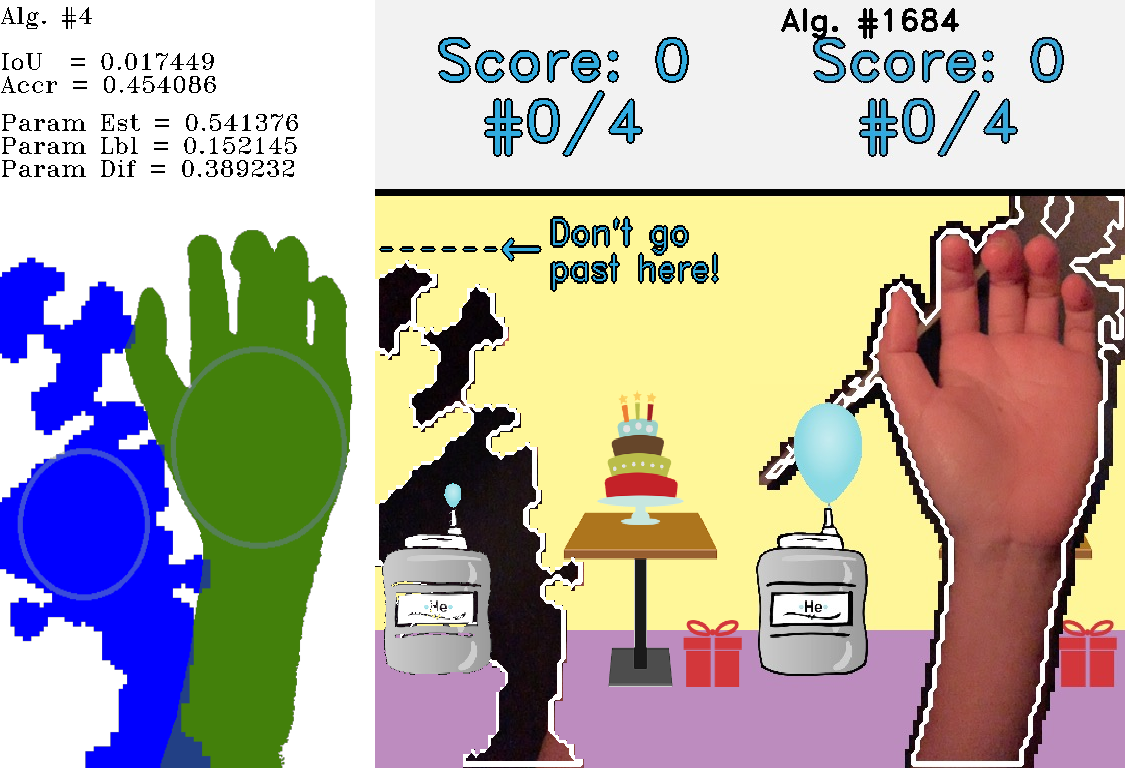 Alg. #4
IoU = 0.017449
Accr = 0.454086
Param Est = 0.541376
Param Lbl = 0.152145
Param Dif = 0.389232
Score: 0
#0/4
Alg. #1684
Score: 0
#0/4
Don't go
past here!
He
He